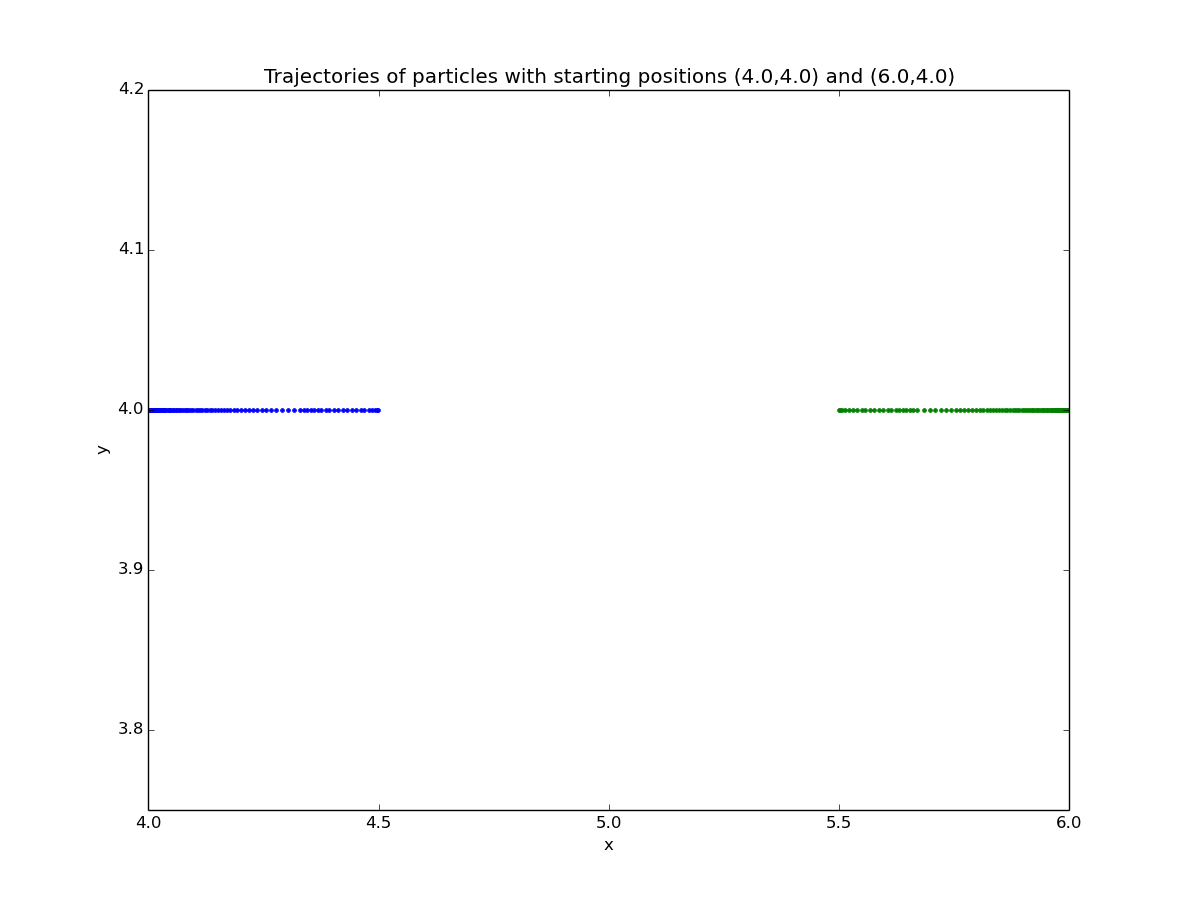 Trajectories of particles with starting positions (4.0,4.0) and (6.0,4.0)
4.2
4.1
4.0
y
3.9
3.8
4.0 4.5 5.0 5.5 6.0
x